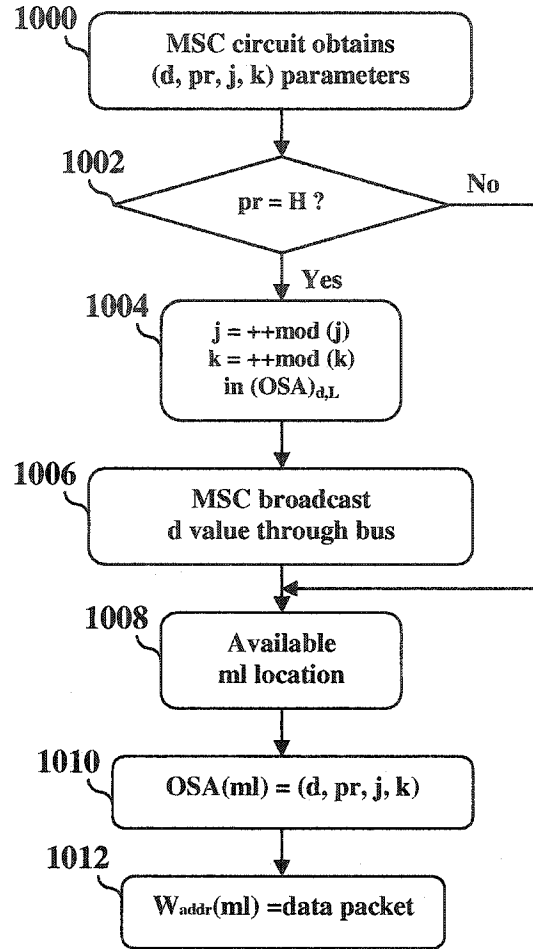 1000
MSC circuit obtains
(d, pr, j, k) parameters
1002
pr = H ?
No
Yes
1004
j = ++mod (j)
k = ++mod (k)
in (OSA)d,L
1006
MSC broadcast
d value through bus
1008
Available
ml location
1010
OSA(ml) = (d, pr, j, k)
1012
Waddr(ml) =data packet